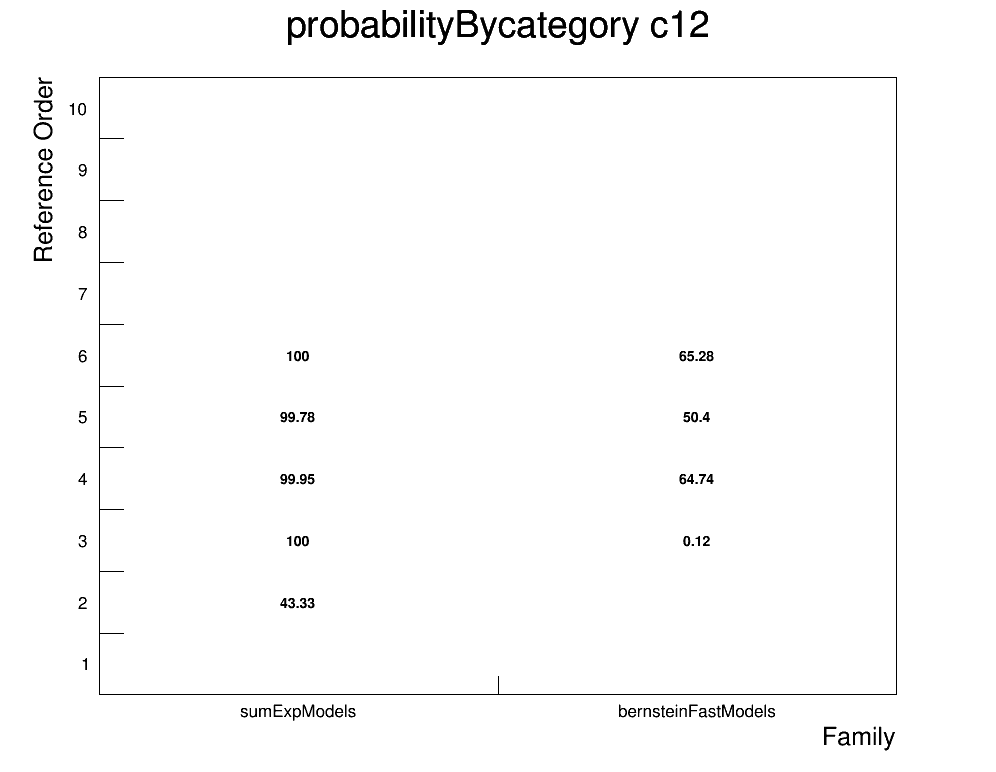 probabilityBycategory c12
Reference Order
10
9
8
7
6 100 65.28
5 99.78 50.4
4 99.95 64.74
3 100 0.12
2 43.33
1
sumExpModels bernsteinFastModels
Family